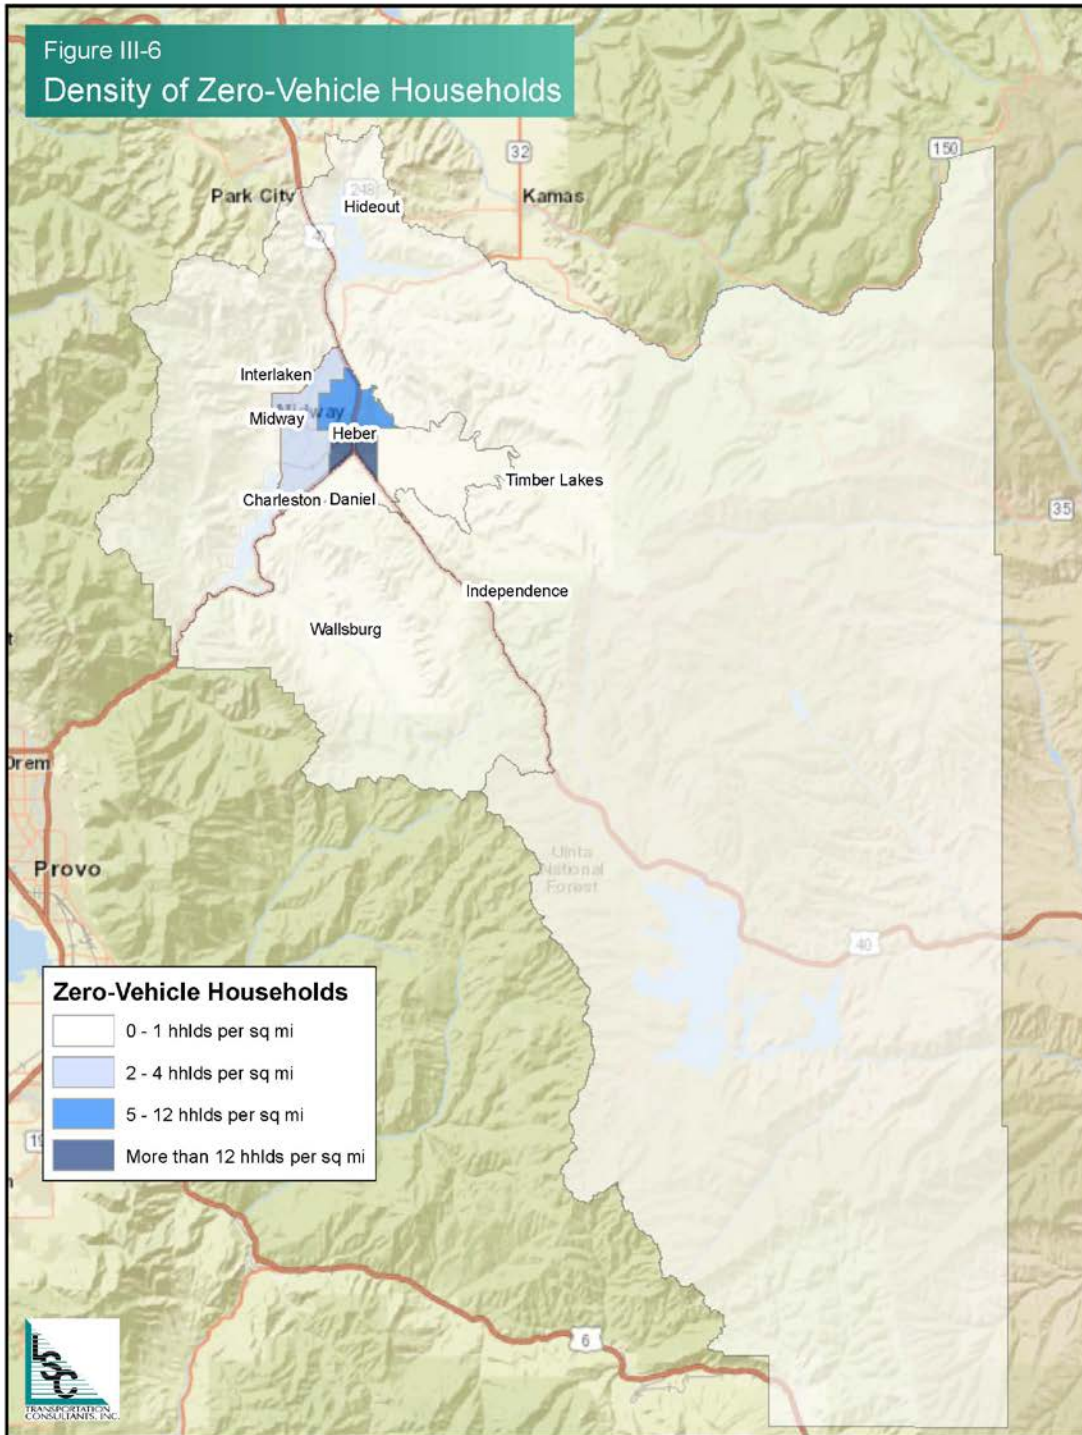 Figure III-6
Density of Zero-Vehicle Households
32
150
Park City
248
Kamas
Hideout
40
Interlaken
Midway
Midway
Heber
Timber Lakes
Charleston
Daniel
35
Independence
Wallsburg
Orem
Uinta
National
Forest
Provo
40
Zero-Vehicle Households
0 - 1 hhlds per sq mi
2 - 4 hhlds per sq mi
5 - 12 hhlds per sq mi
More than 12 hhlds per sq mi
6
LSC
TRANSPORTATION
CONSULTANTS, INC.